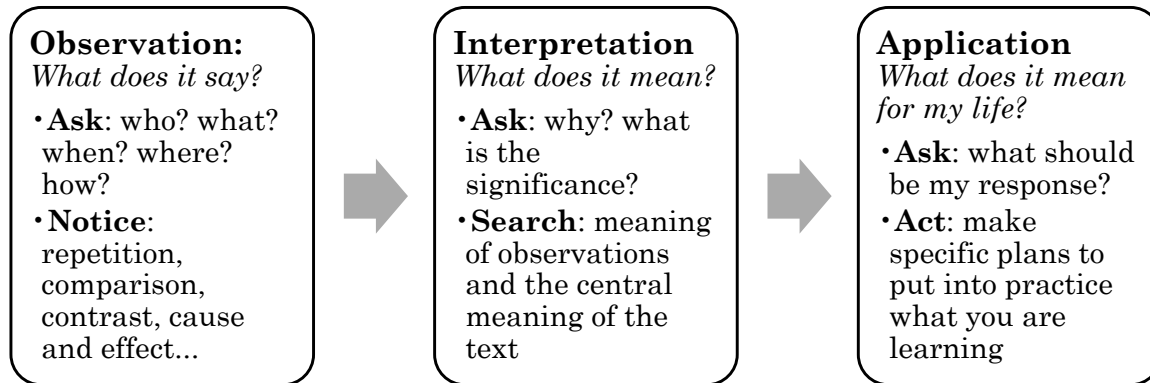 Observation:
What does it say?
• Ask: who? what?
when? where?
how?
• Notice:
repetition,
comparison,
contrast, cause
and effect...
Interpretation
What does it mean?
• Ask: why? what
is the
significance?
• Search: meaning
of observations
and the central
meaning of the
text
Application
What does it mean
for my life?
• Ask: what should
be my response?
• Act: make
specific plans to
put into practice
what you are
learning